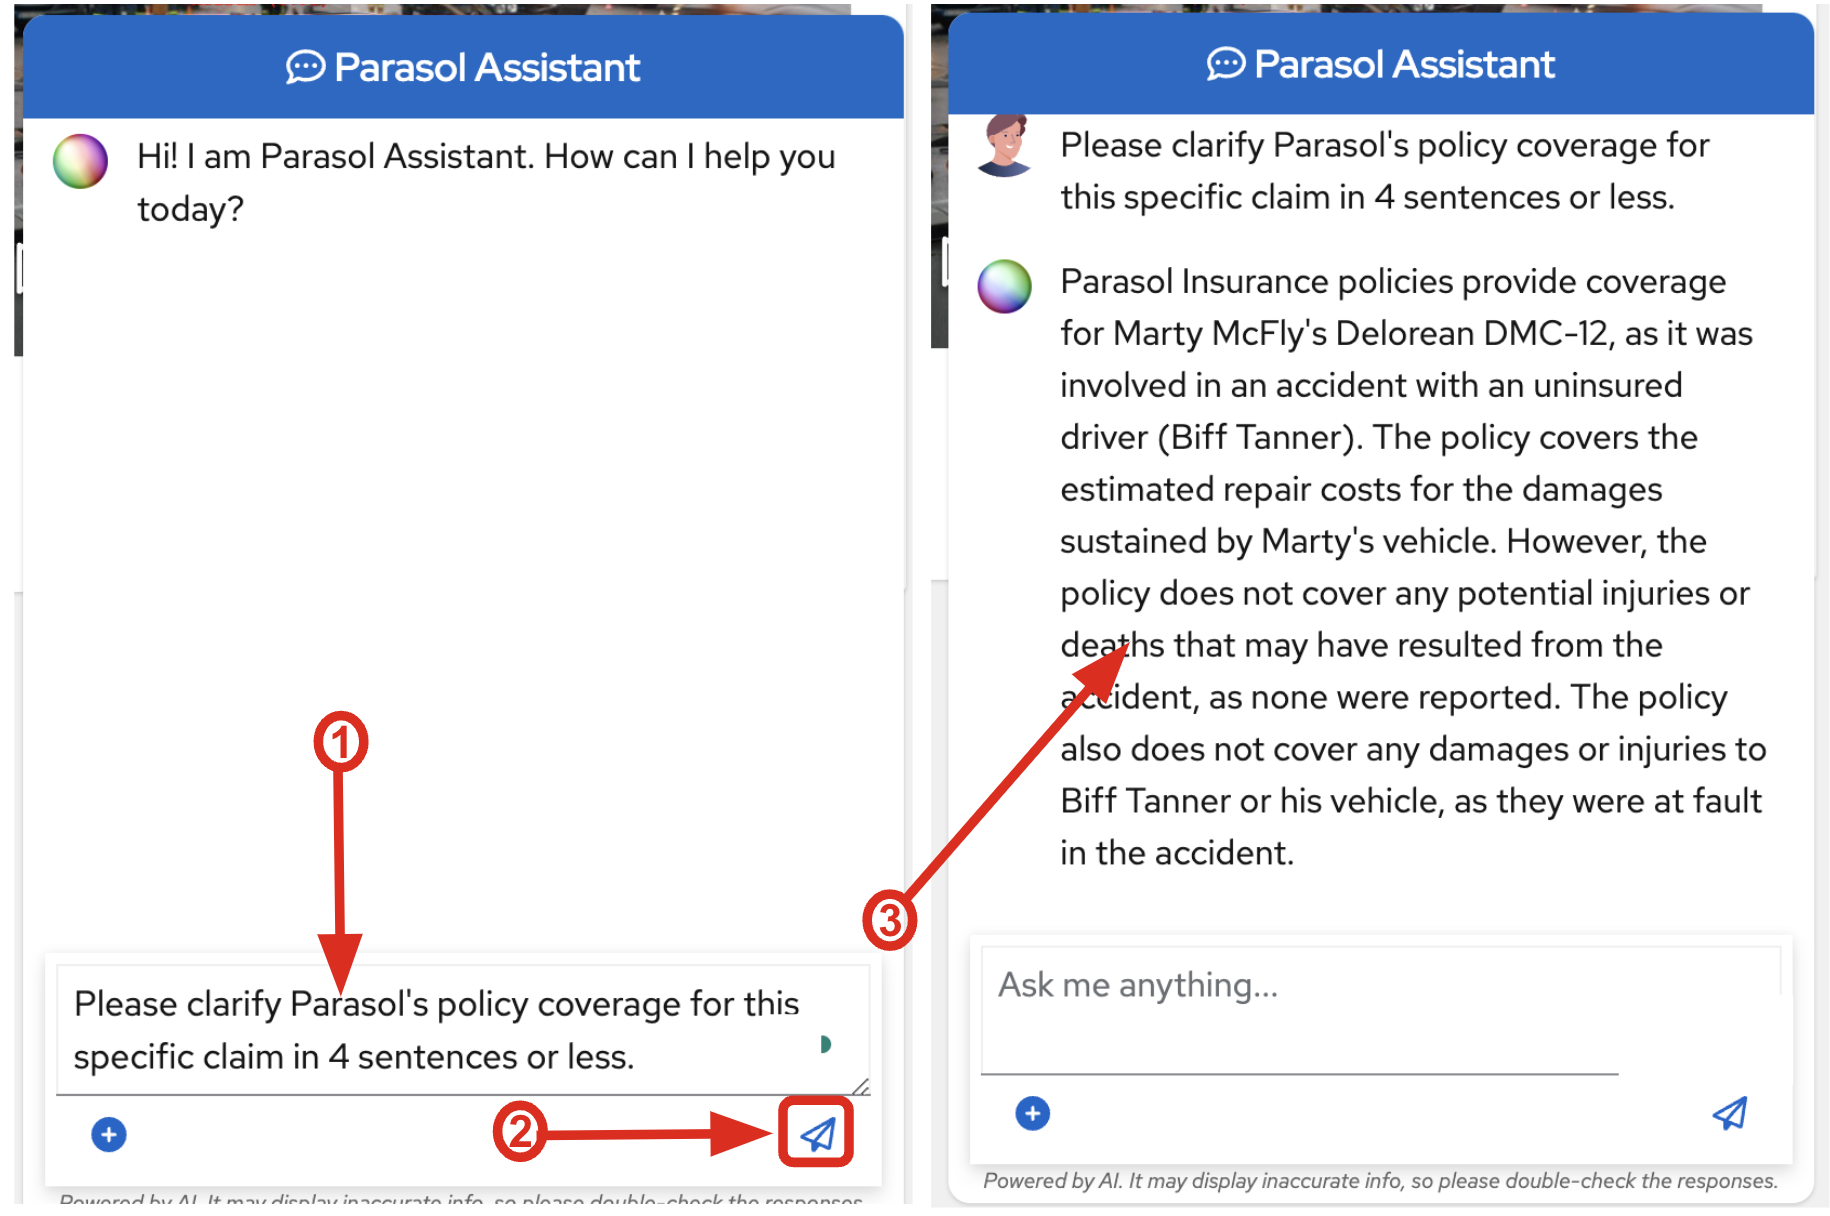 Parasol Assistant
Hi! I am Parasol Assistant. How can I help you
today?
1
Please clarify Parasol's policy coverage for this
specific claim in 4 sentences or less.
2
Powered by AI. It may display inaccurate info, so please double-check the responses.
Parasol Assistant
Please clarify Parasol's policy coverage for
this specific claim in 4 sentences or less.
Parasol Insurance policies provide coverage
for Marty McFly's Delorean DMC-12, as it was
involved in an accident with an uninsured
driver (Biff Tanner). The policy covers the
estimated repair costs for the damages
sustained by Marty's vehicle. However, the
policy does not cover any potential injuries or
deaths that may have resulted from the
accident, as none were reported. The policy
also does not cover any damages or injuries to
Biff Tanner or his vehicle, as they were at fault
in the accident.
3
Ask me anything...
Powered by AI. It may display inaccurate info, so please double-check the responses.